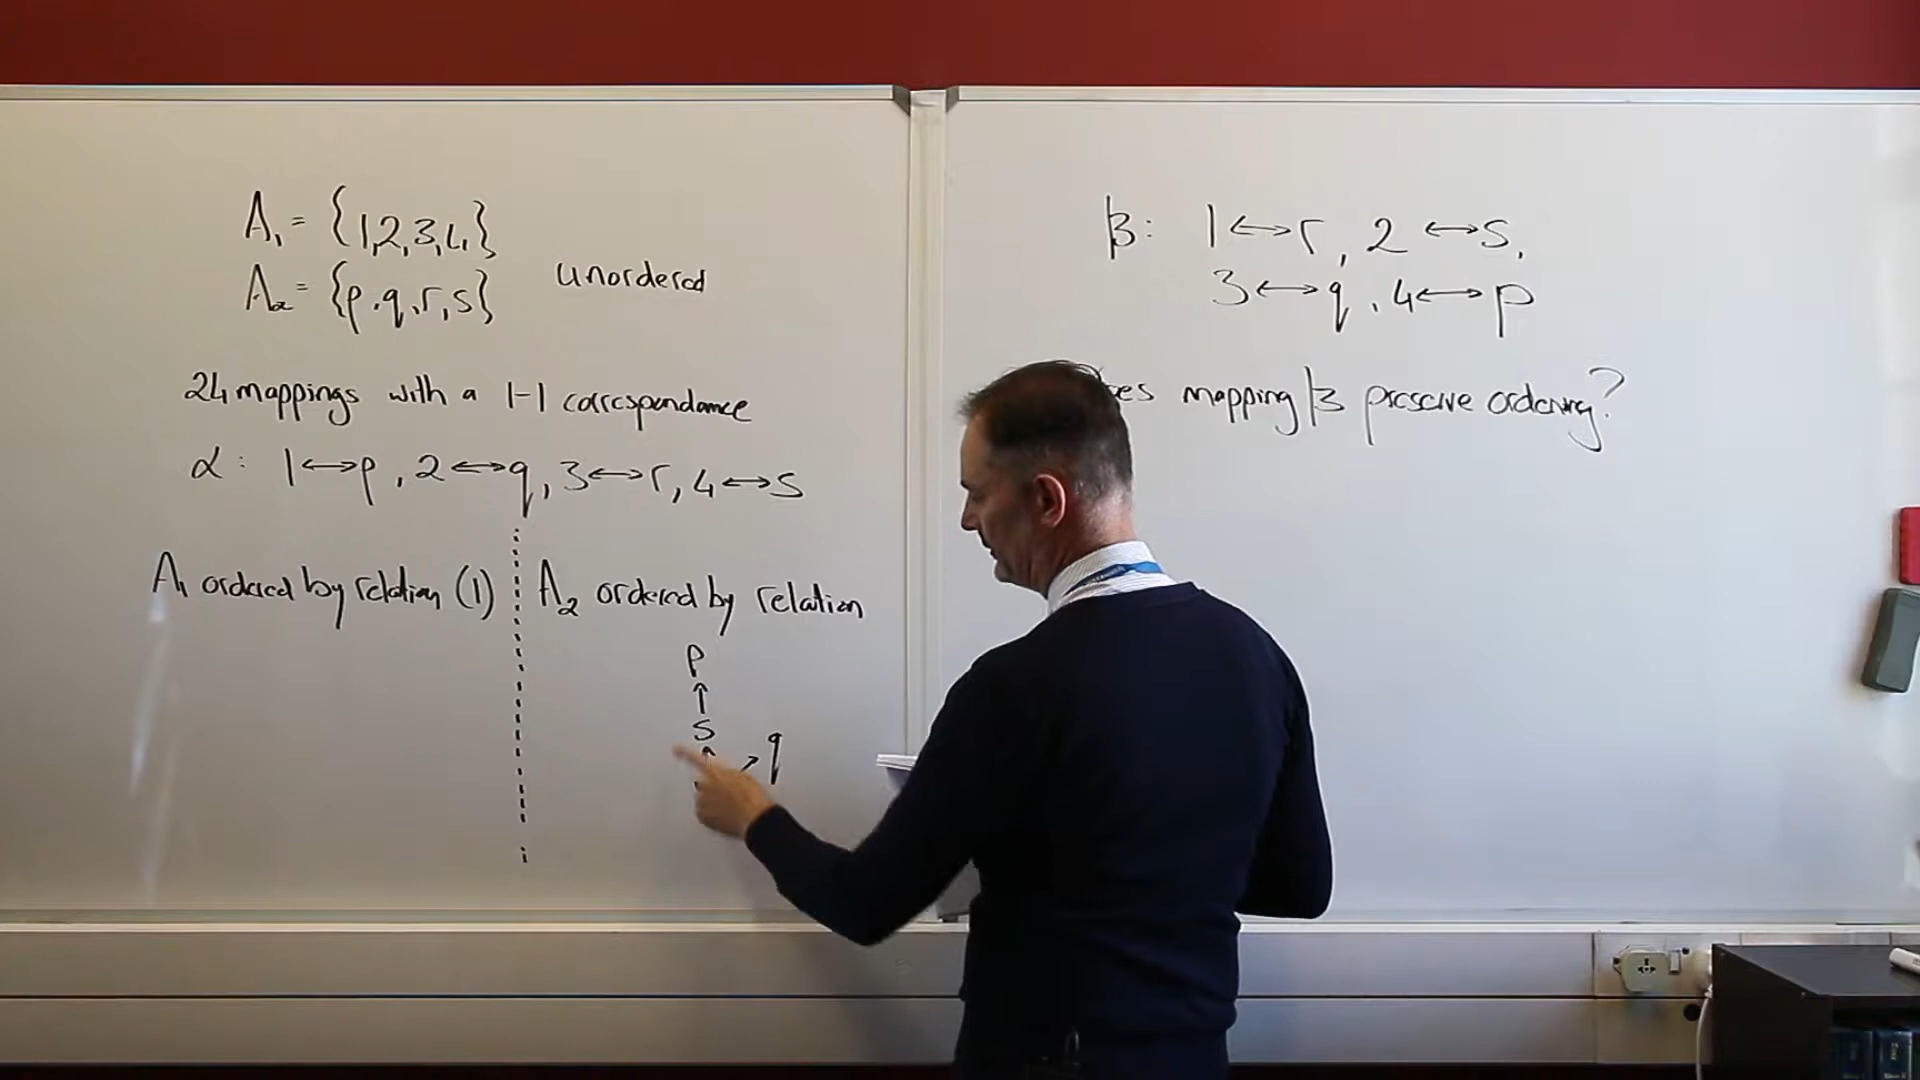 A₁ = {1,2,3,4}
A₂ = {p,q,r,s}
unordered
24 mappings with a 1-1 correspondance
α : 1↔p , 2↔q, 3↔r, 4↔s
A₁ ordered by relation (1)
A₂ ordered by relation
p
↑
s
↑ ↗ q
β: 1↔r, 2↔s,
3↔q , 4↔p
mapping β preserve ordering?